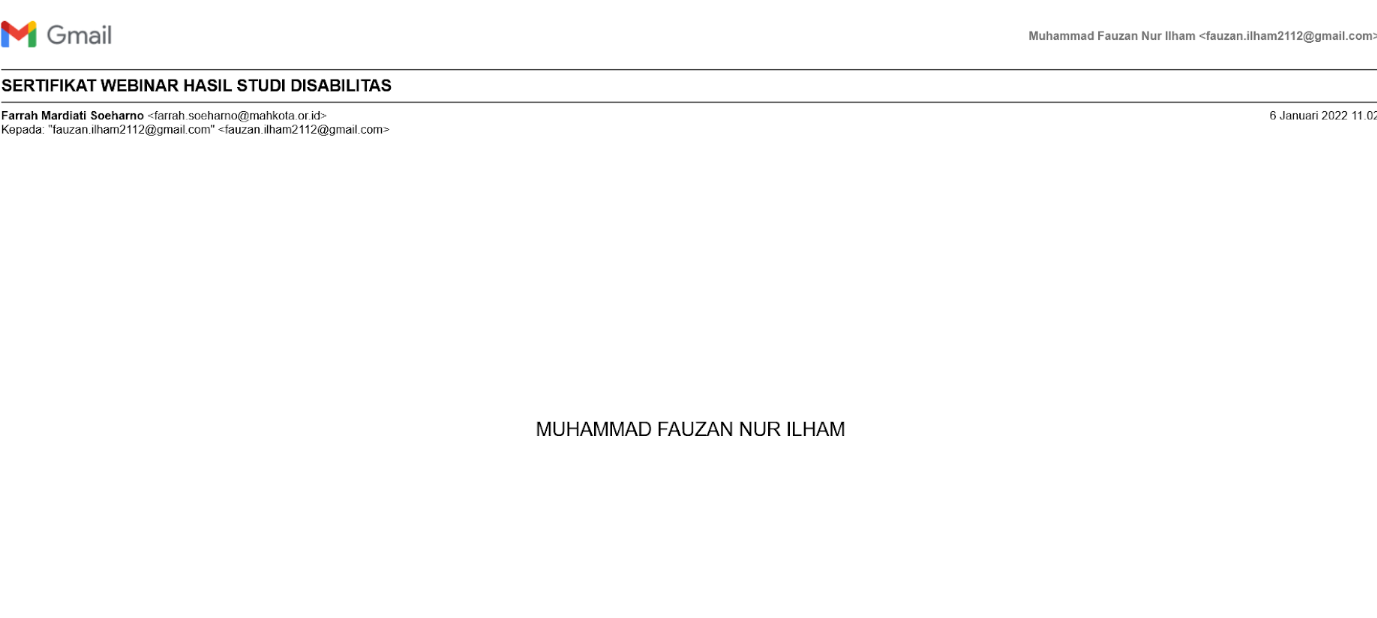 Gmail
Muhammad Fauzan Nur Ilham <fauzan.ilham2112@gmail.com>
SERTIFIKAT WEBINAR HASIL STUDI DISABILITAS
Farrah Mardiati Soeharno <farrah.soeharno@mahkota.or.id>
6 Januari 2022 11.02
Kepada: "fauzan.ilham2112@gmail.com" <fauzan.ilham2112@gmail.com>
MUHAMMAD FAUZAN NUR ILHAM